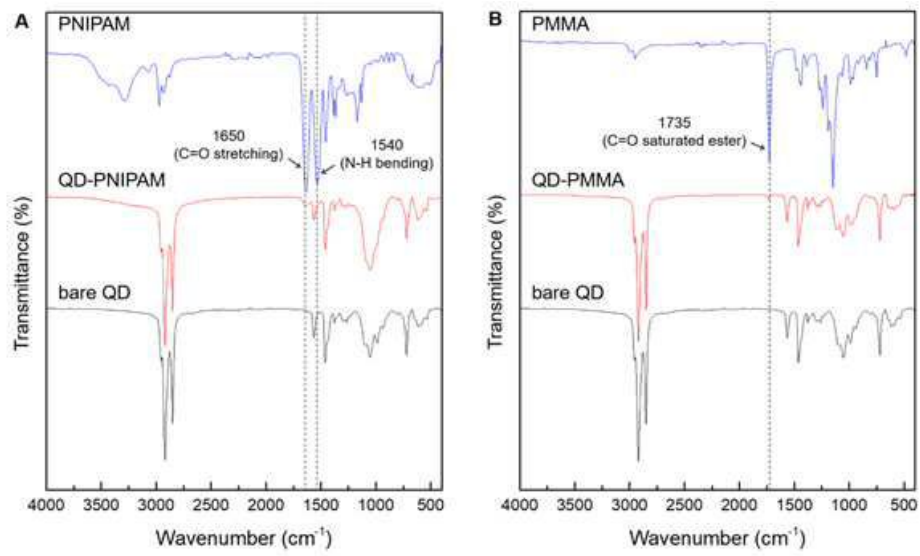 A
PNIPAM
1650
(C=O stretching)
1540
(N-H bending)
QD-PNIPAM
bare QD
Transmittance (%)
4000 3500 3000 2500 2000 1500 1000 500
Wavenumber (cm⁻¹)
B
PMMA
1735
(C=O saturated ester)
QD-PMMA
bare QD
Transmittance (%)
4000 3500 3000 2500 2000 1500 1000 500
Wavenumber (cm⁻¹)